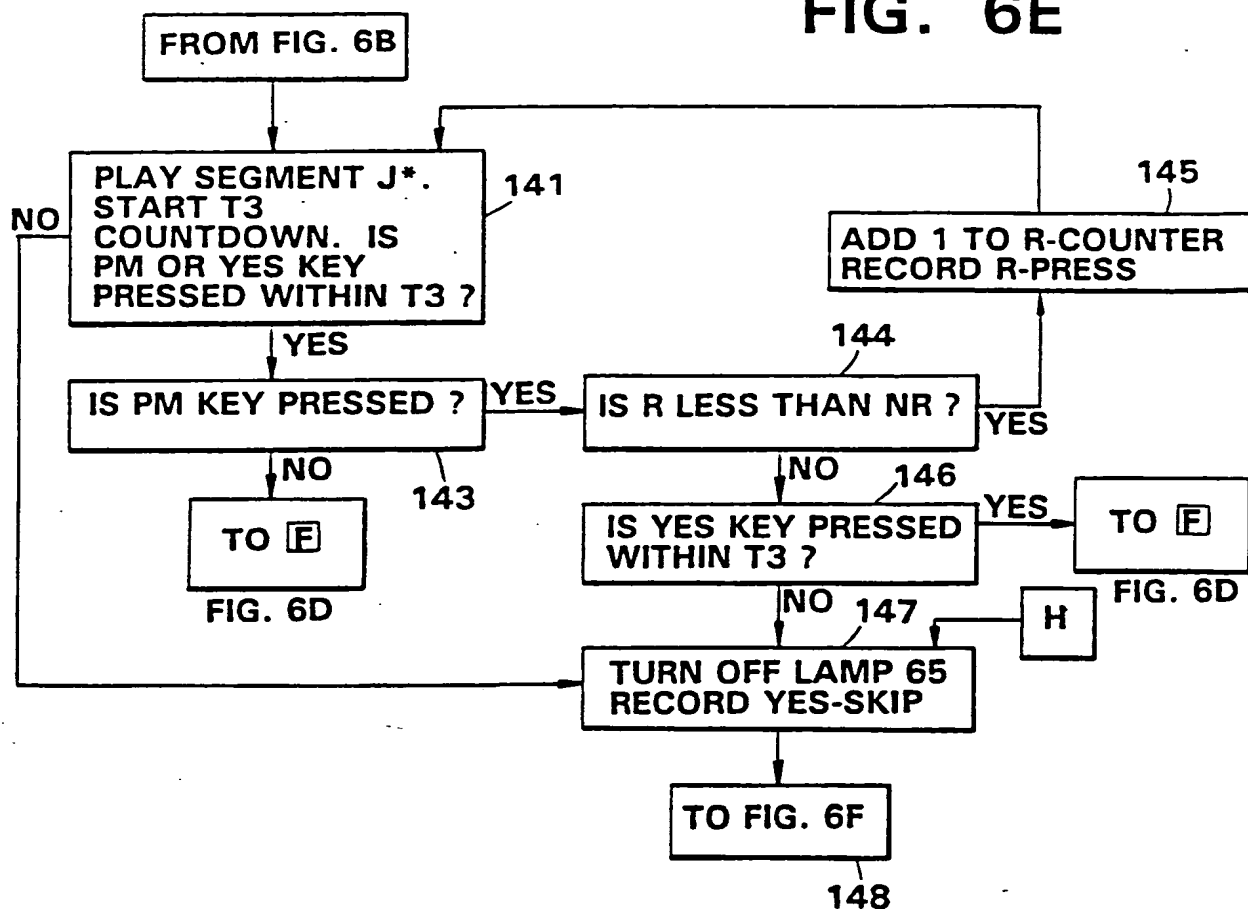 FIG. 6E
FROM FIG. 6B
PLAY SEGMENT J*.
START T3
COUNTDOWN. IS
PM OR YES KEY
PRESSED WITHIN T3 ?
141
NO
YES
145
ADD 1 TO R-COUNTER
RECORD R-PRESS
IS PM KEY PRESSED ?
143
YES
144
IS R LESS THAN NR ?
YES
NO
TO F
FIG. 6D
NO
146
IS YES KEY PRESSED
WITHIN T3 ?
YES
TO F
FIG. 6D
NO
147
H
TURN OFF LAMP 65
RECORD YES-SKIP
TO FIG. 6F
148